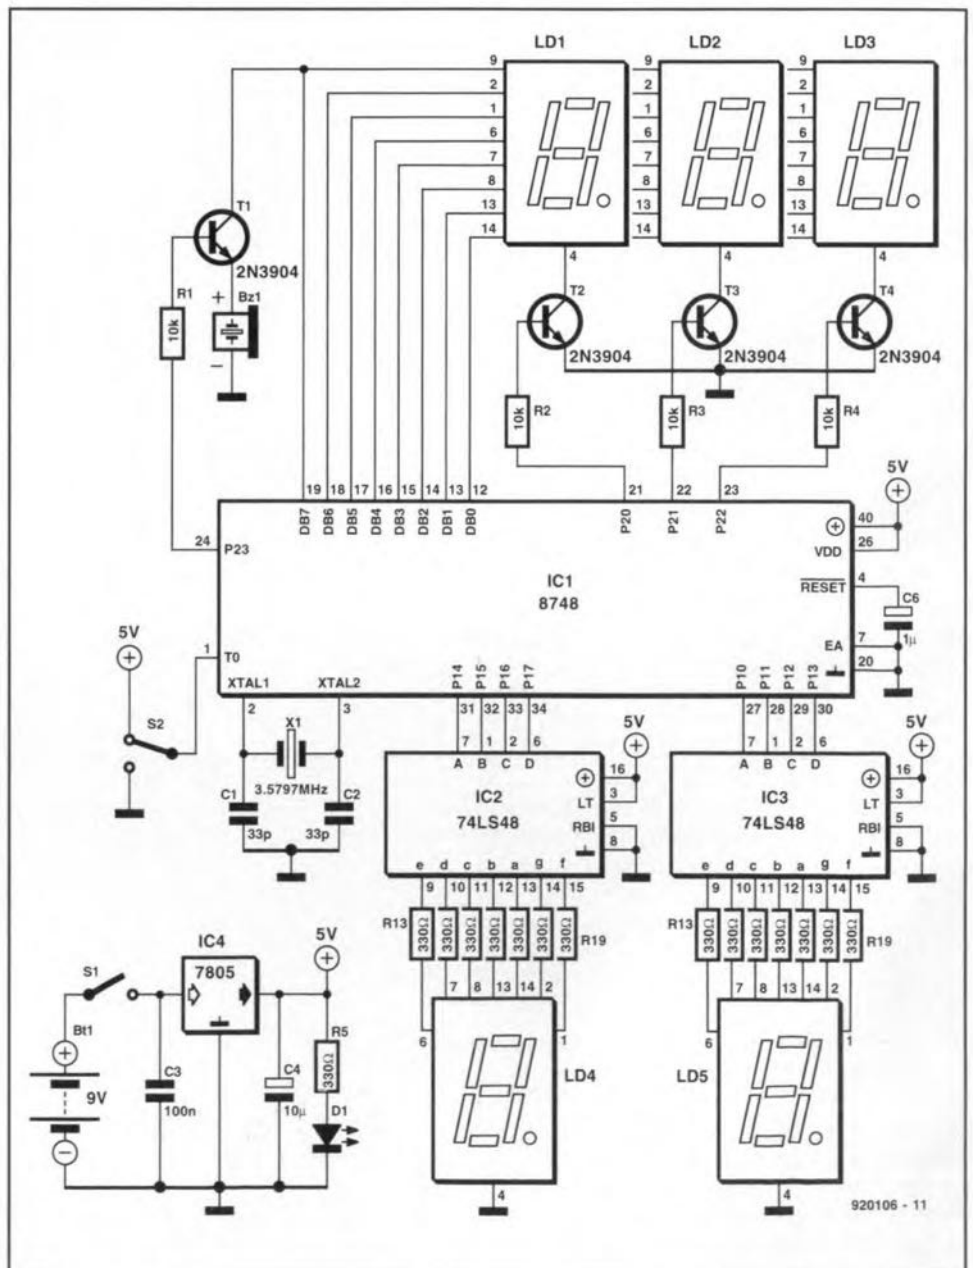 LD1 LD2 LD3
9 9 9
2 2 2
1 1 1
6 6 6
7 7 7
8 8 8
13 13 13
14 14 14
4 4 4
T1
2N3904
R1
10k
+ Bz1
−
T2 T3 T4
2N3904 2N3904 2N3904
R2 R3 R4
10k 10k 10k
19 18 17 16 15 14 13 12 21 22 23
DB7 DB6 DB5 DB4 DB3 DB2 DB1 DB0 P20 P21 P22
5V
+
24 P23
+ 40
VDD 26
IC1
8748
RESET 4
C6
1µ
EA 7
20
5V
+
1 T0
S2
XTAL1 XTAL2
2 3
X1
3.5797MHz
C1 C2
33p 33p
P14 P15 P16 P17 P10 P11 P12 P13
31 32 33 34 27 28 29 30
7 1 2 6 7 1 2 6
A B C D A B C D
5V 5V
+ +
+ 16 + 16
LT 3 LT 3
IC2 IC3
74LS48 74LS48
RBI 5 RBI 5
8 8
e d c b a g f e d c b a g f
9 10 11 12 13 14 15 9 10 11 12 13 14 15
R13 330Ω 330Ω 330Ω 330Ω 330Ω 330Ω 330Ω R19
R13 330Ω 330Ω 330Ω 330Ω 330Ω 330Ω 330Ω R19
7 8 13 14 2 7 8 13 14 2
6 1 6 1
LD4 LD5
4 4
IC4
7805
5V
+
S1
Bt1
+
9V
−
C3
100n
C4
10µ
R5
330Ω
D1
920106 - 11